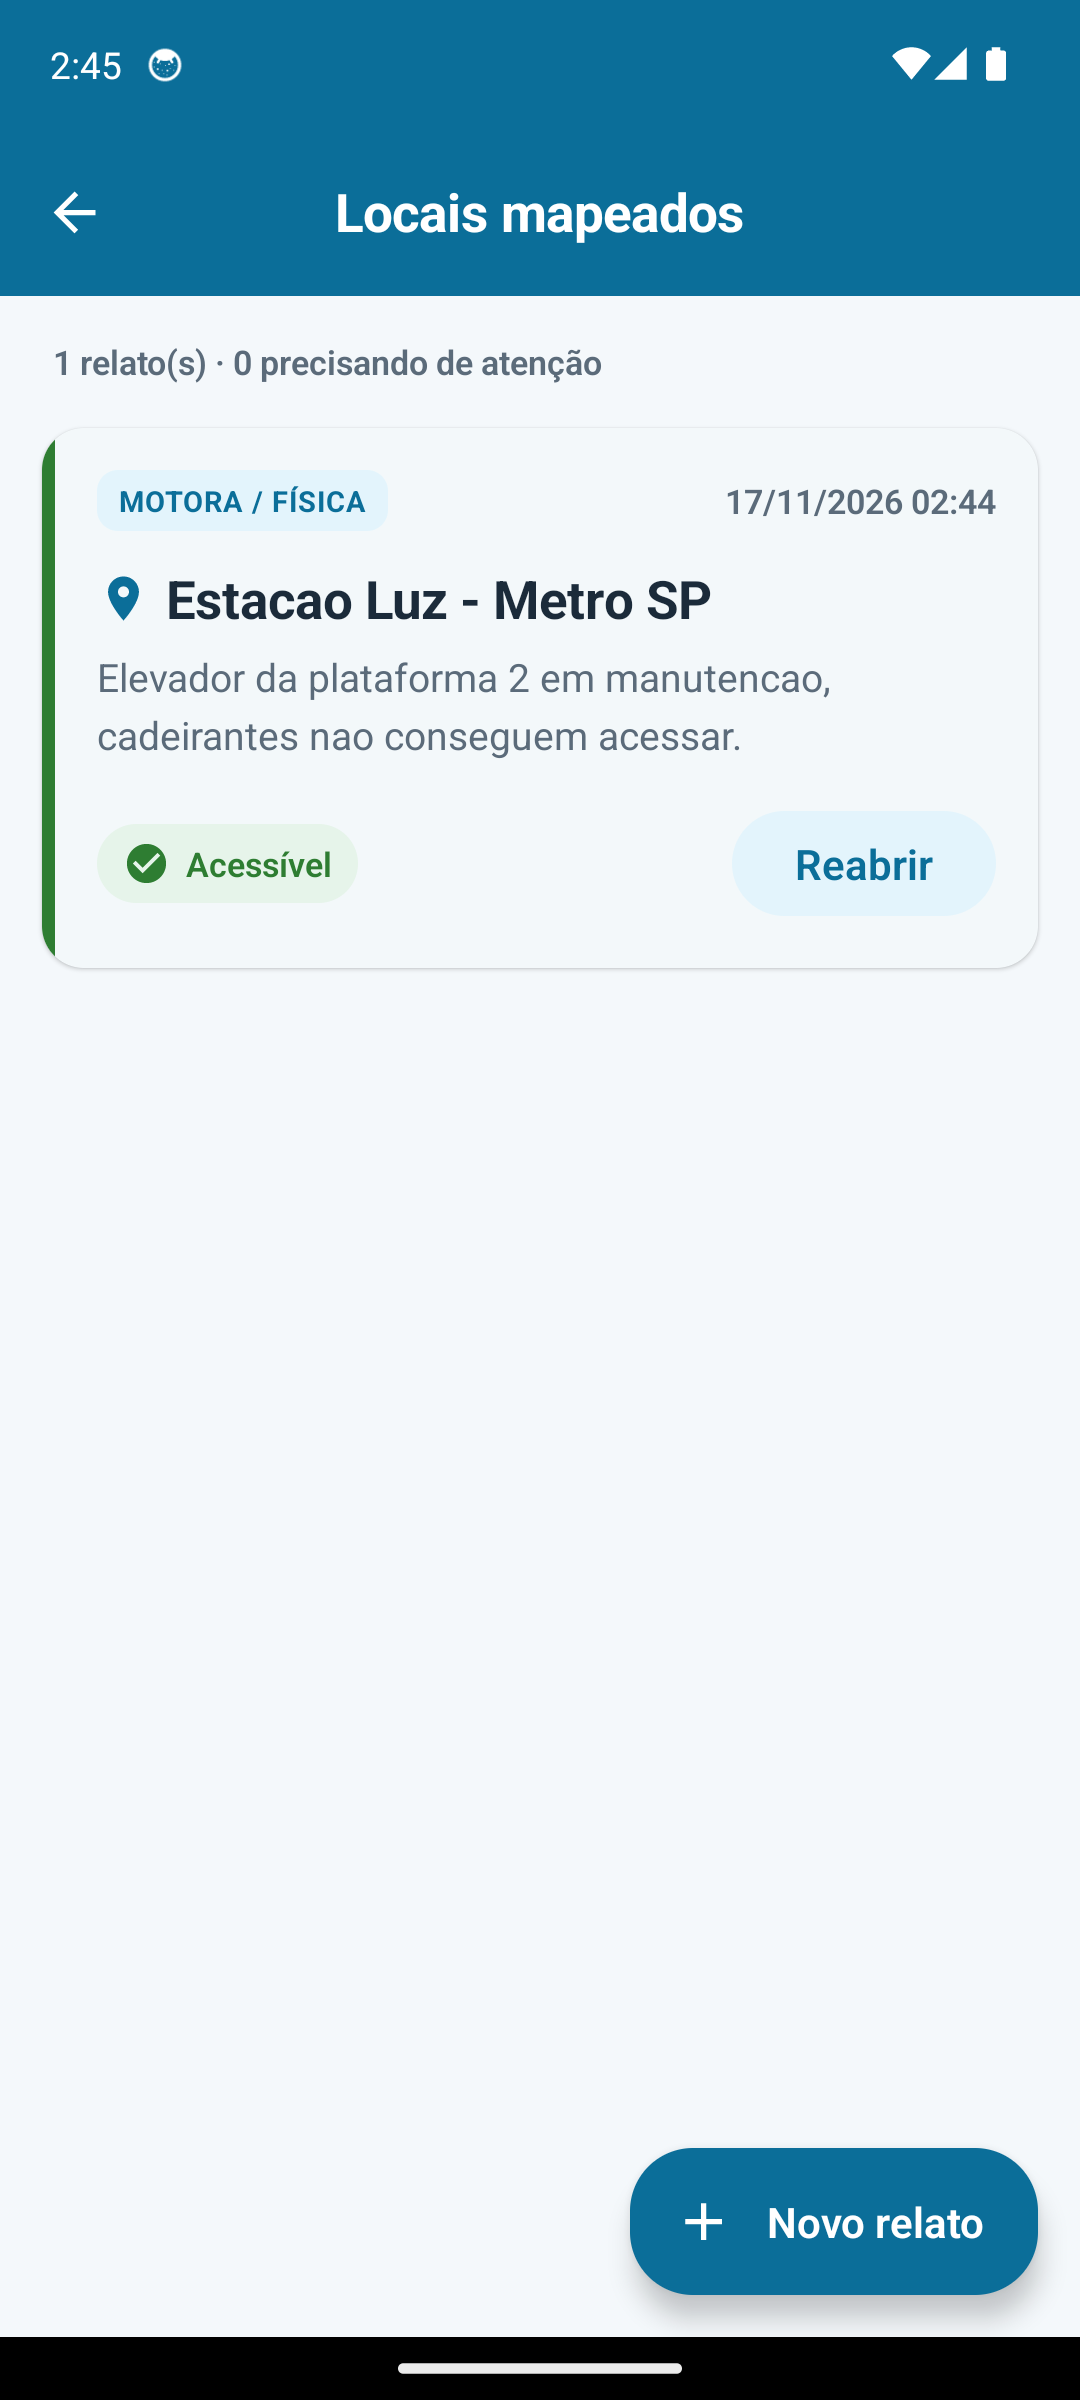 2:45
Locais mapeados
1 relato(s) · 0 precisando de atenção
MOTORA / FÍSICA
17/11/2026 02:44
Estacao Luz - Metro SP
Elevador da plataforma 2 em manutencao,
cadeirantes nao conseguem acessar.
Acessível
Reabrir
Novo relato